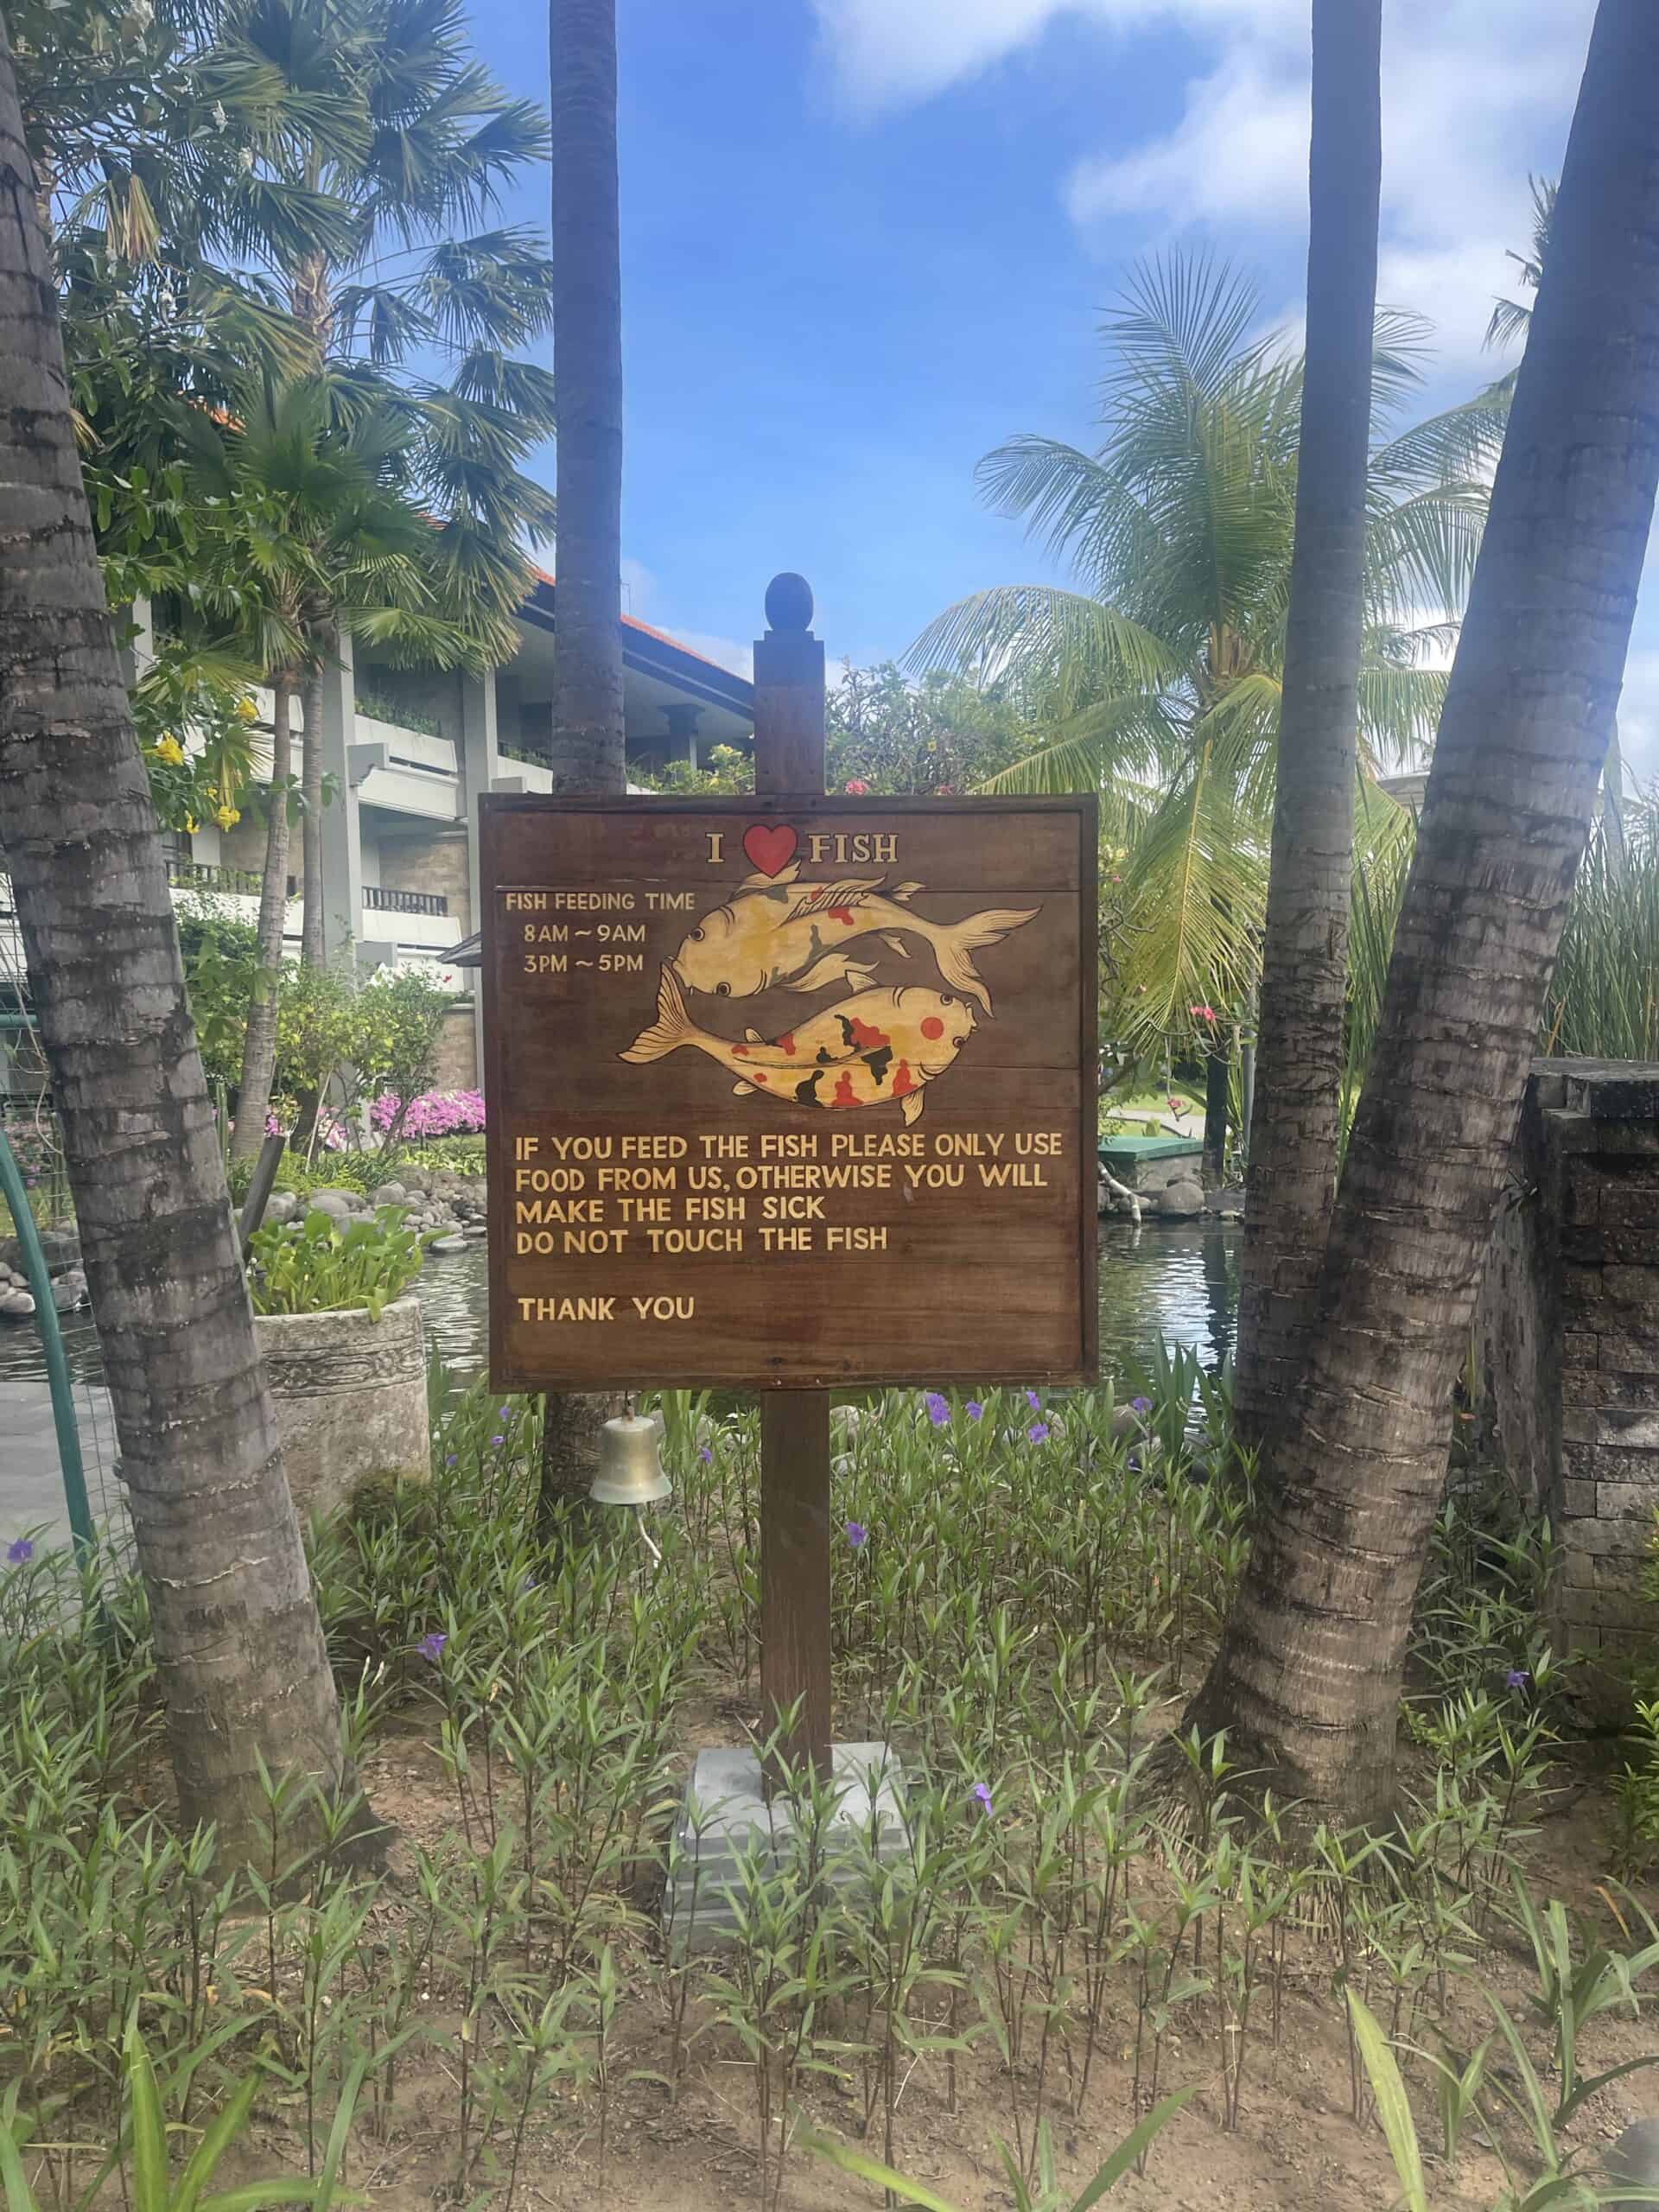 I ❤ FISH
FISH FEEDING TIME
8AM ~ 9AM
3PM ~ 5PM
IF YOU FEED THE FISH PLEASE ONLY USE
FOOD FROM US, OTHERWISE YOU WILL
MAKE THE FISH SICK
DO NOT TOUCH THE FISH
THANK YOU